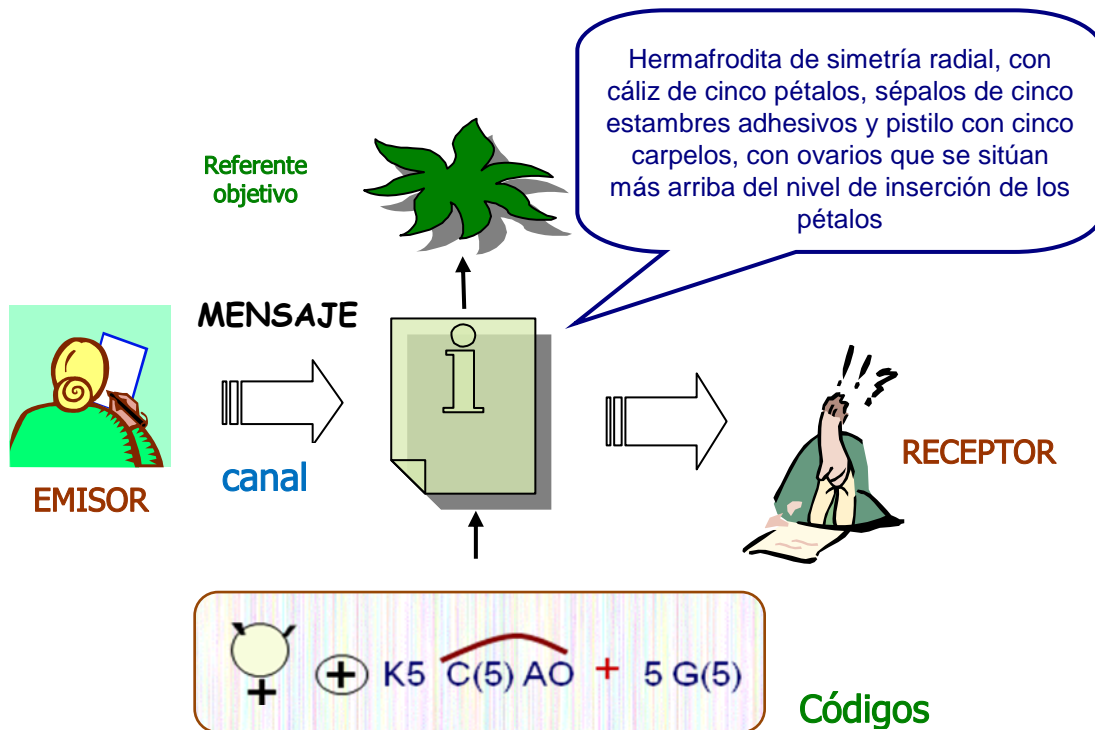 Hermafrodita de simetría radial, con
cáliz de cinco pétalos, sépalos de cinco
estambres adhesivos y pistilo con cinco
carpelos, con ovarios que se sitúan
más arriba del nivel de inserción de los
pétalos
Referente
objetivo
MENSAJE
i
canal
EMISOR
RECEPTOR
K5 C(5) AO + 5 G(5)
Códigos